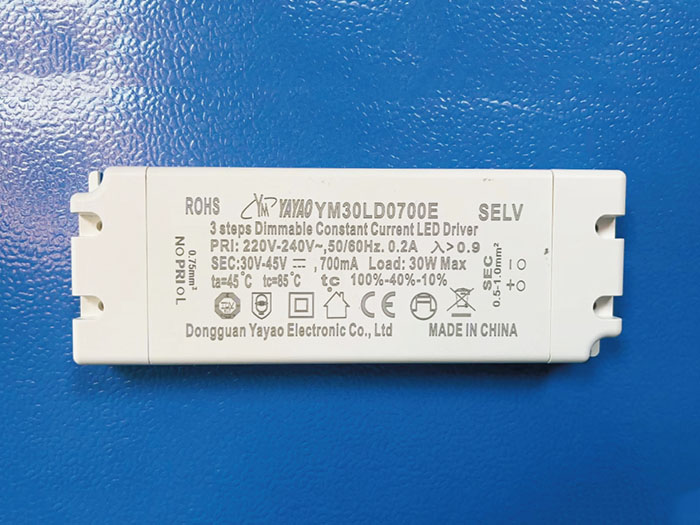 ROHS YM YAYAO YM30LD0700E SELV
3 steps Dimmable Constant Current LED Driver
PRI: 220V-240V~,50/60Hz. 0.2A 入>0.9
SEC:30V-45V ⎓, 700mA Load: 30W Max
ta=45℃ tc=85℃ tc 100%-40%-10%
Dongguan Yayao Electronic Co., Ltd MADE IN CHINA
0.75mm²
NO PRI L
SEC
0.5-1.0mm²
- +